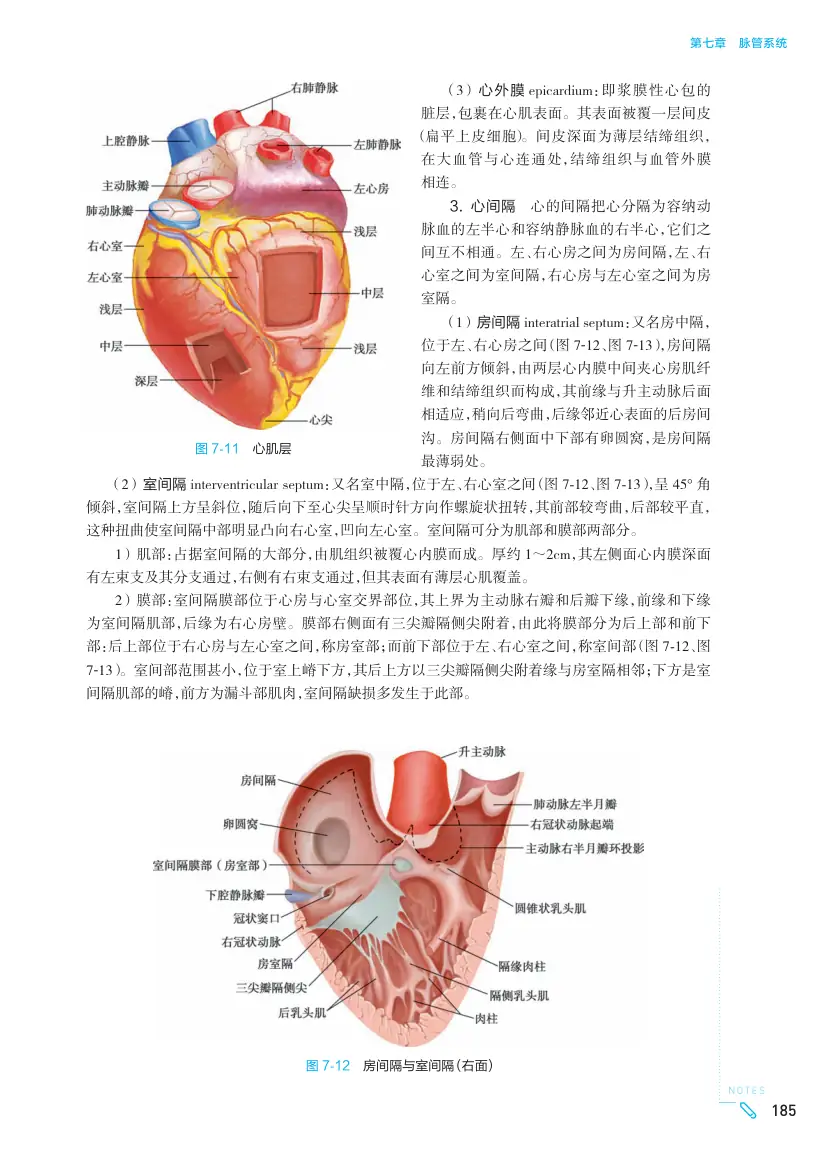 第七章　脉管系统
右肺静脉
上腔静脉
左肺静脉
主动脉瓣
左心房
肺动脉瓣
浅层
右心室
左心室
中层
浅层
中层
浅层
深层
心尖
图 7-11　心肌层
（3）心外膜 epicardium：即浆膜性心包的
脏层，包裹在心肌表面。其表面被覆一层间皮
（扁平上皮细胞）。间皮深面为薄层结缔组织，
在大血管与心连通处，结缔组织与血管外膜
相连。
3. 心间隔　心的间隔把心分隔为容纳动
脉血的左半心和容纳静脉血的右半心，它们之
间互不相通。左、右心房之间为房间隔，左、右
心室之间为室间隔，右心房与左心室之间为房
室隔。
（1）房间隔 interatrial septum：又名房中隔，
位于左、右心房之间（图 7-12、图 7-13），房间隔
向左前方倾斜，由两层心内膜中间夹心房肌纤
维和结缔组织而构成，其前缘与升主动脉后面
相适应，稍向后弯曲，后缘邻近心表面的后房间
沟。房间隔右侧面中下部有卵圆窝，是房间隔
最薄弱处。
（2）室间隔 interventricular septum：又名室中隔，位于左、右心室之间（图 7-12、图 7-13），呈 45° 角
倾斜，室间隔上方呈斜位，随后向下至心尖呈顺时针方向作螺旋状扭转，其前部较弯曲，后部较平直，
这种扭曲使室间隔中部明显凸向右心室，凹向左心室。室间隔可分为肌部和膜部两部分。
1）肌部：占据室间隔的大部分，由肌组织被覆心内膜而成。厚约 1～2cm，其左侧面心内膜深面
有左束支及其分支通过，右侧有右束支通过，但其表面有薄层心肌覆盖。
2）膜部：室间隔膜部位于心房与心室交界部位，其上界为主动脉右瓣和后瓣下缘，前缘和下缘
为室间隔肌部，后缘为右心房壁。膜部右侧面有三尖瓣隔侧尖附着，由此将膜部分为后上部和前下
部：后上部位于右心房与左心室之间，称房室部；而前下部位于左、右心室之间，称室间部（图 7-12、图
7-13）。室间部范围甚小，位于室上嵴下方，其后上方以三尖瓣隔侧尖附着缘与房室隔相邻；下方是室
间隔肌部的嵴，前方为漏斗部肌肉，室间隔缺损多发生于此部。
升主动脉
房间隔
肺动脉左半月瓣
卵圆窝
右冠状动脉起端
主动脉右半月瓣环投影
室间隔膜部（房室部）
下腔静脉瓣
圆锥状乳头肌
冠状窦口
右冠状动脉
房室隔
隔缘肉柱
三尖瓣隔侧尖
隔侧乳头肌
后乳头肌
肉柱
图 7-12　房间隔与室间隔（右面）
NOTES
185